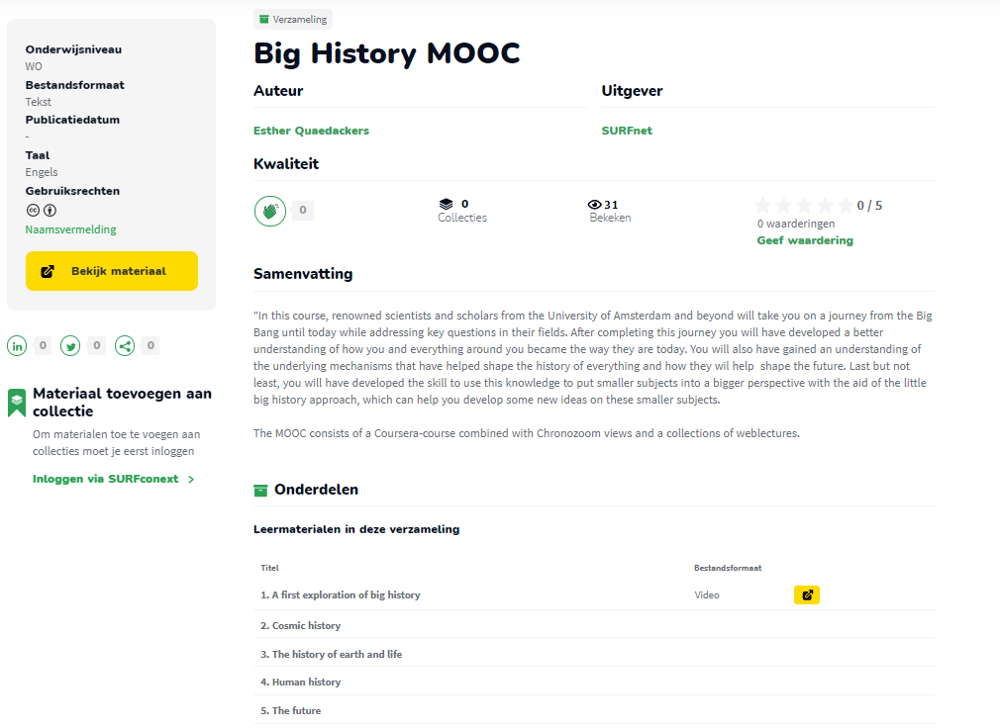 Verzameling
Big History MOOC
Onderwijsniveau
WO
Bestandsformaat
Tekst
Publicatiedatum
-
Taal
Engels
Gebruiksrechten
cc
Naamsvermelding
Bekijk materiaal
in 0 0 0
Materiaal toevoegen aan
collectie
Om materialen toe te voegen aan
collecties moet je eerst inloggen
Inloggen via SURFconext >
Auteur Uitgever
Esther Quaedackers SURFnet
Kwaliteit
0 0 31 0 / 5
Collecties Bekeken 0 waarderingen
Geef waardering
Samenvatting
"In this course, renowned scientists and scholars from the University of Amsterdam and beyond will take you on a journey from the Big
Bang until today while addressing key questions in their fields. After completing this journey you will have developed a better
understanding of how you and everything around you became the way they are today. You will also have gained an understanding of
the underlying mechanisms that have helped shape the history of everything and how they wil help  shape the future. Last but not
least, you will have developed the skill to use this knowledge to put smaller subjects into a bigger perspective with the aid of the little
big history approach, which can help you develop some new ideas on these smaller subjects.
The MOOC consists of a Coursera-course combined with Chronozoom views and a collections of weblectures.
Onderdelen
Leermaterialen in deze verzameling
Titel Bestandsformaat
1. A first exploration of big history Video
2. Cosmic history
3. The history of earth and life
4. Human history
5. The future